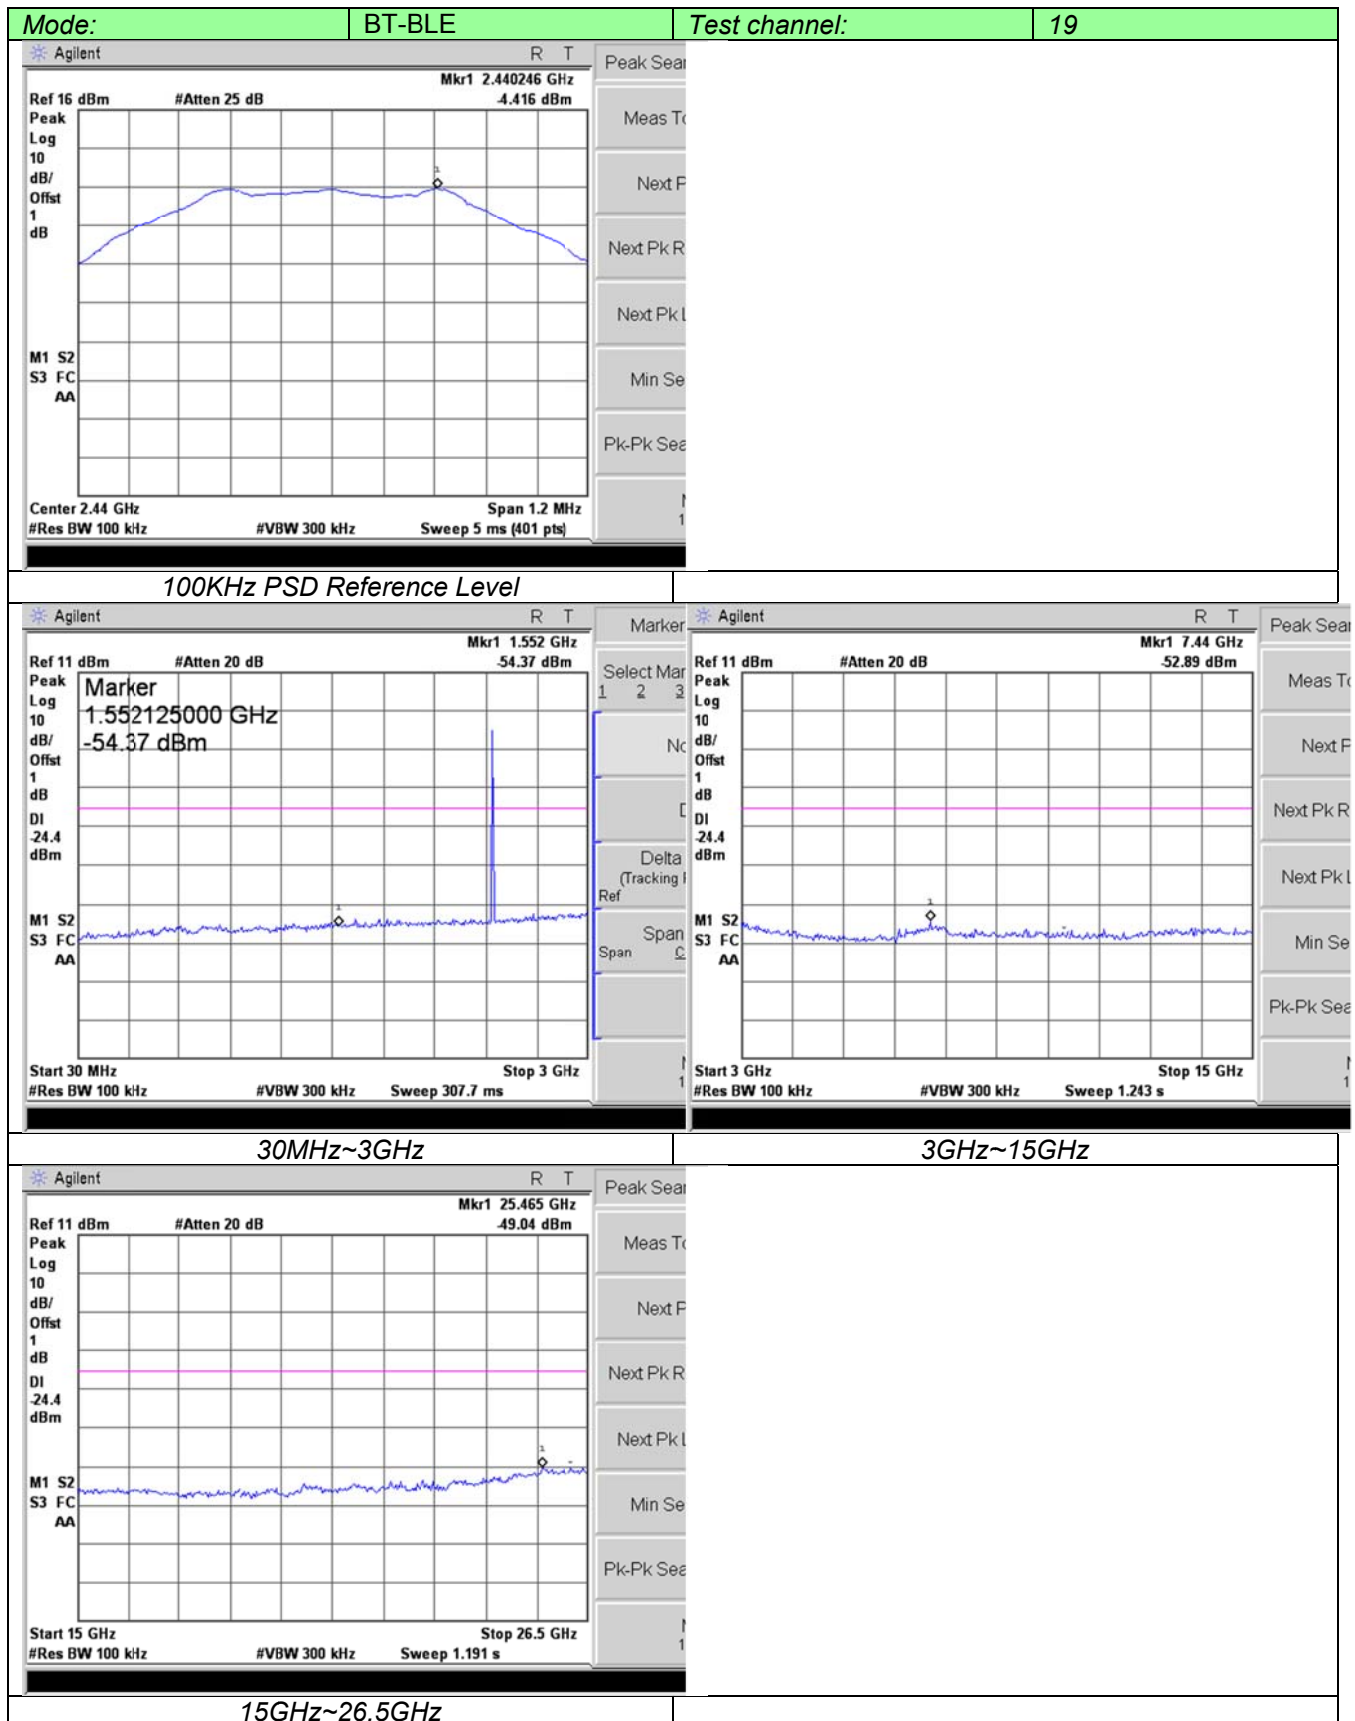 Mode: BT-BLE Test channel: 19
Agilent R T
Mkr1 2.440246 GHz
Ref 16 dBm #Atten 25 dB -4.416 dBm
Peak
Log
10
dB/
Offst
1
dB
M1 S2
S3 FC
AA
Center 2.44 GHz Span 1.2 MHz
#Res BW 100 kHz #VBW 300 kHz Sweep 5 ms (401 pts)
Peak Sear
Meas To
Next P
Next Pk R
Next Pk L
Min Se
Pk-Pk Sea
1
100KHz PSD Reference Level
Agilent R T
Mkr1 1.552 GHz
Ref 11 dBm #Atten 20 dB -54.37 dBm
Peak
Log
10
dB/
Offst
1
dB
DI
-24.4
dBm
M1 S2
S3 FC
AA
Marker
1.552125000 GHz
-54.37 dBm
1
Start 30 MHz Stop 3 GHz
#Res BW 100 kHz #VBW 300 kHz Sweep 307.7 ms
Marker
Select Mar
1 2 3
No
Delta
(Tracking
Ref
Span
Span C
1
Agilent R T
Mkr1 7.44 GHz
Ref 11 dBm #Atten 20 dB -52.89 dBm
Peak
Log
10
dB/
Offst
1
dB
DI
-24.4
dBm
M1 S2
S3 FC
AA
1
Start 3 GHz Stop 15 GHz
#Res BW 100 kHz #VBW 300 kHz Sweep 1.243 s
Peak Sear
Meas To
Next P
Next Pk R
Next Pk L
Min Se
Pk-Pk Sea
1
30MHz~3GHz 3GHz~15GHz
Agilent R T
Mkr1 25.465 GHz
Ref 11 dBm #Atten 20 dB -49.04 dBm
Peak
Log
10
dB/
Offst
1
dB
DI
-24.4
dBm
M1 S2
S3 FC
AA
1
Start 15 GHz Stop 26.5 GHz
#Res BW 100 kHz #VBW 300 kHz Sweep 1.191 s
Peak Sear
Meas To
Next P
Next Pk R
Next Pk L
Min Se
Pk-Pk Sea
1
15GHz~26.5GHz